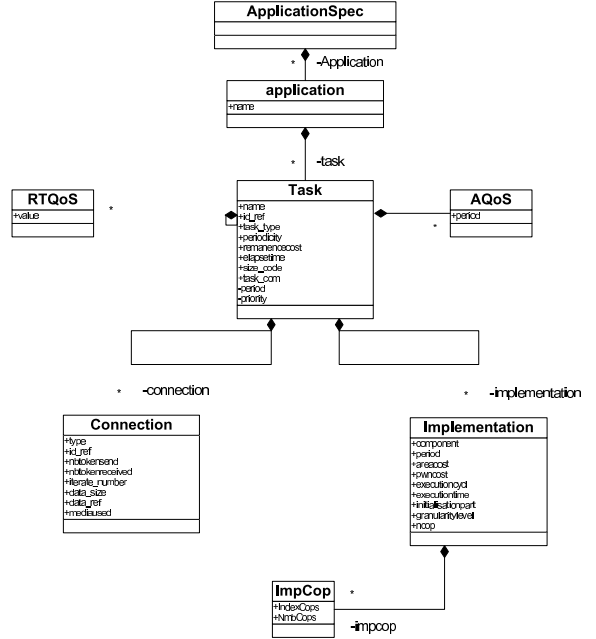 ApplicationSpec
* -Application
application
+name
* -task
RTQoS
+value
*
Task
+name
+id_ref
+task_type
+periodicity
+remanencecost
+elapsetime
+size_code
+task_com
-period
-priority
AQoS
+period
*
* -connection
* -implementation
Connection
+type
+id_ref
+nbtokensend
+nbtokenreceived
+iterate_number
+data_size
+data_ref
+mediaused
Implementation
+component
+period
+areacost
+pwncost
+executioncycl
+executiontime
+initialisationpart
+granularitylevel
+ncop
ImpCop
+IndexCops
+NmbCops
*
-impcop